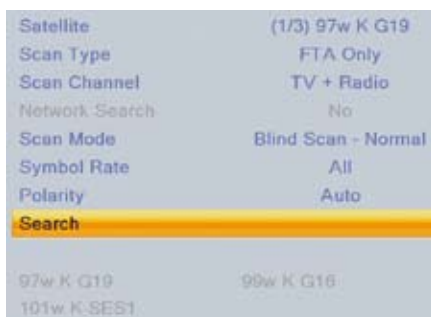 Satellite (1/3) 97w K G19
Scan Type FTA Only
Scan Channel TV + Radio
Network Search No
Scan Mode Blind Scan - Normal
Symbol Rate All
Polarity Auto
Search
97w K G19 99w K G16
101w K SES1